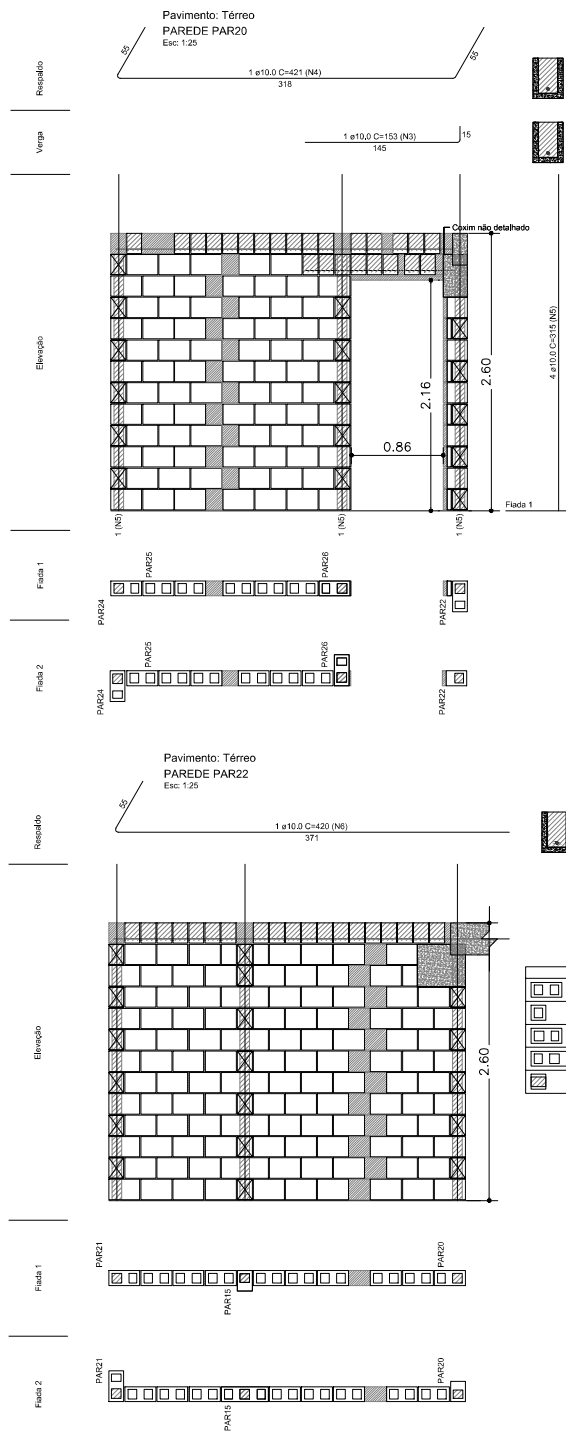 Pavimento: Térreo
PAREDE PAR20
Esc: 1:25
Respaldo
55
1 ø10.0 C=421 (N4)
318
55
Verga
1 ø10.0 C=153 (N3)
145
15
Elevação
Coxim não detalhado
2.16
2.60
0.86
4 ø10.0 C=315 (N5)
Fiada 1
1 (N5)
1 (N5)
1 (N5)
Fiada 1
PAR24
PAR25
PAR26
PAR22
Fiada 2
PAR24
PAR25
PAR26
PAR22
Pavimento: Térreo
PAREDE PAR22
Esc: 1:25
Respaldo
55
1 ø10.0 C=420 (N6)
371
Elevação
2.60
Fiada 1
PAR21
PAR15
PAR20
Fiada 2
PAR21
PAR15
PAR20